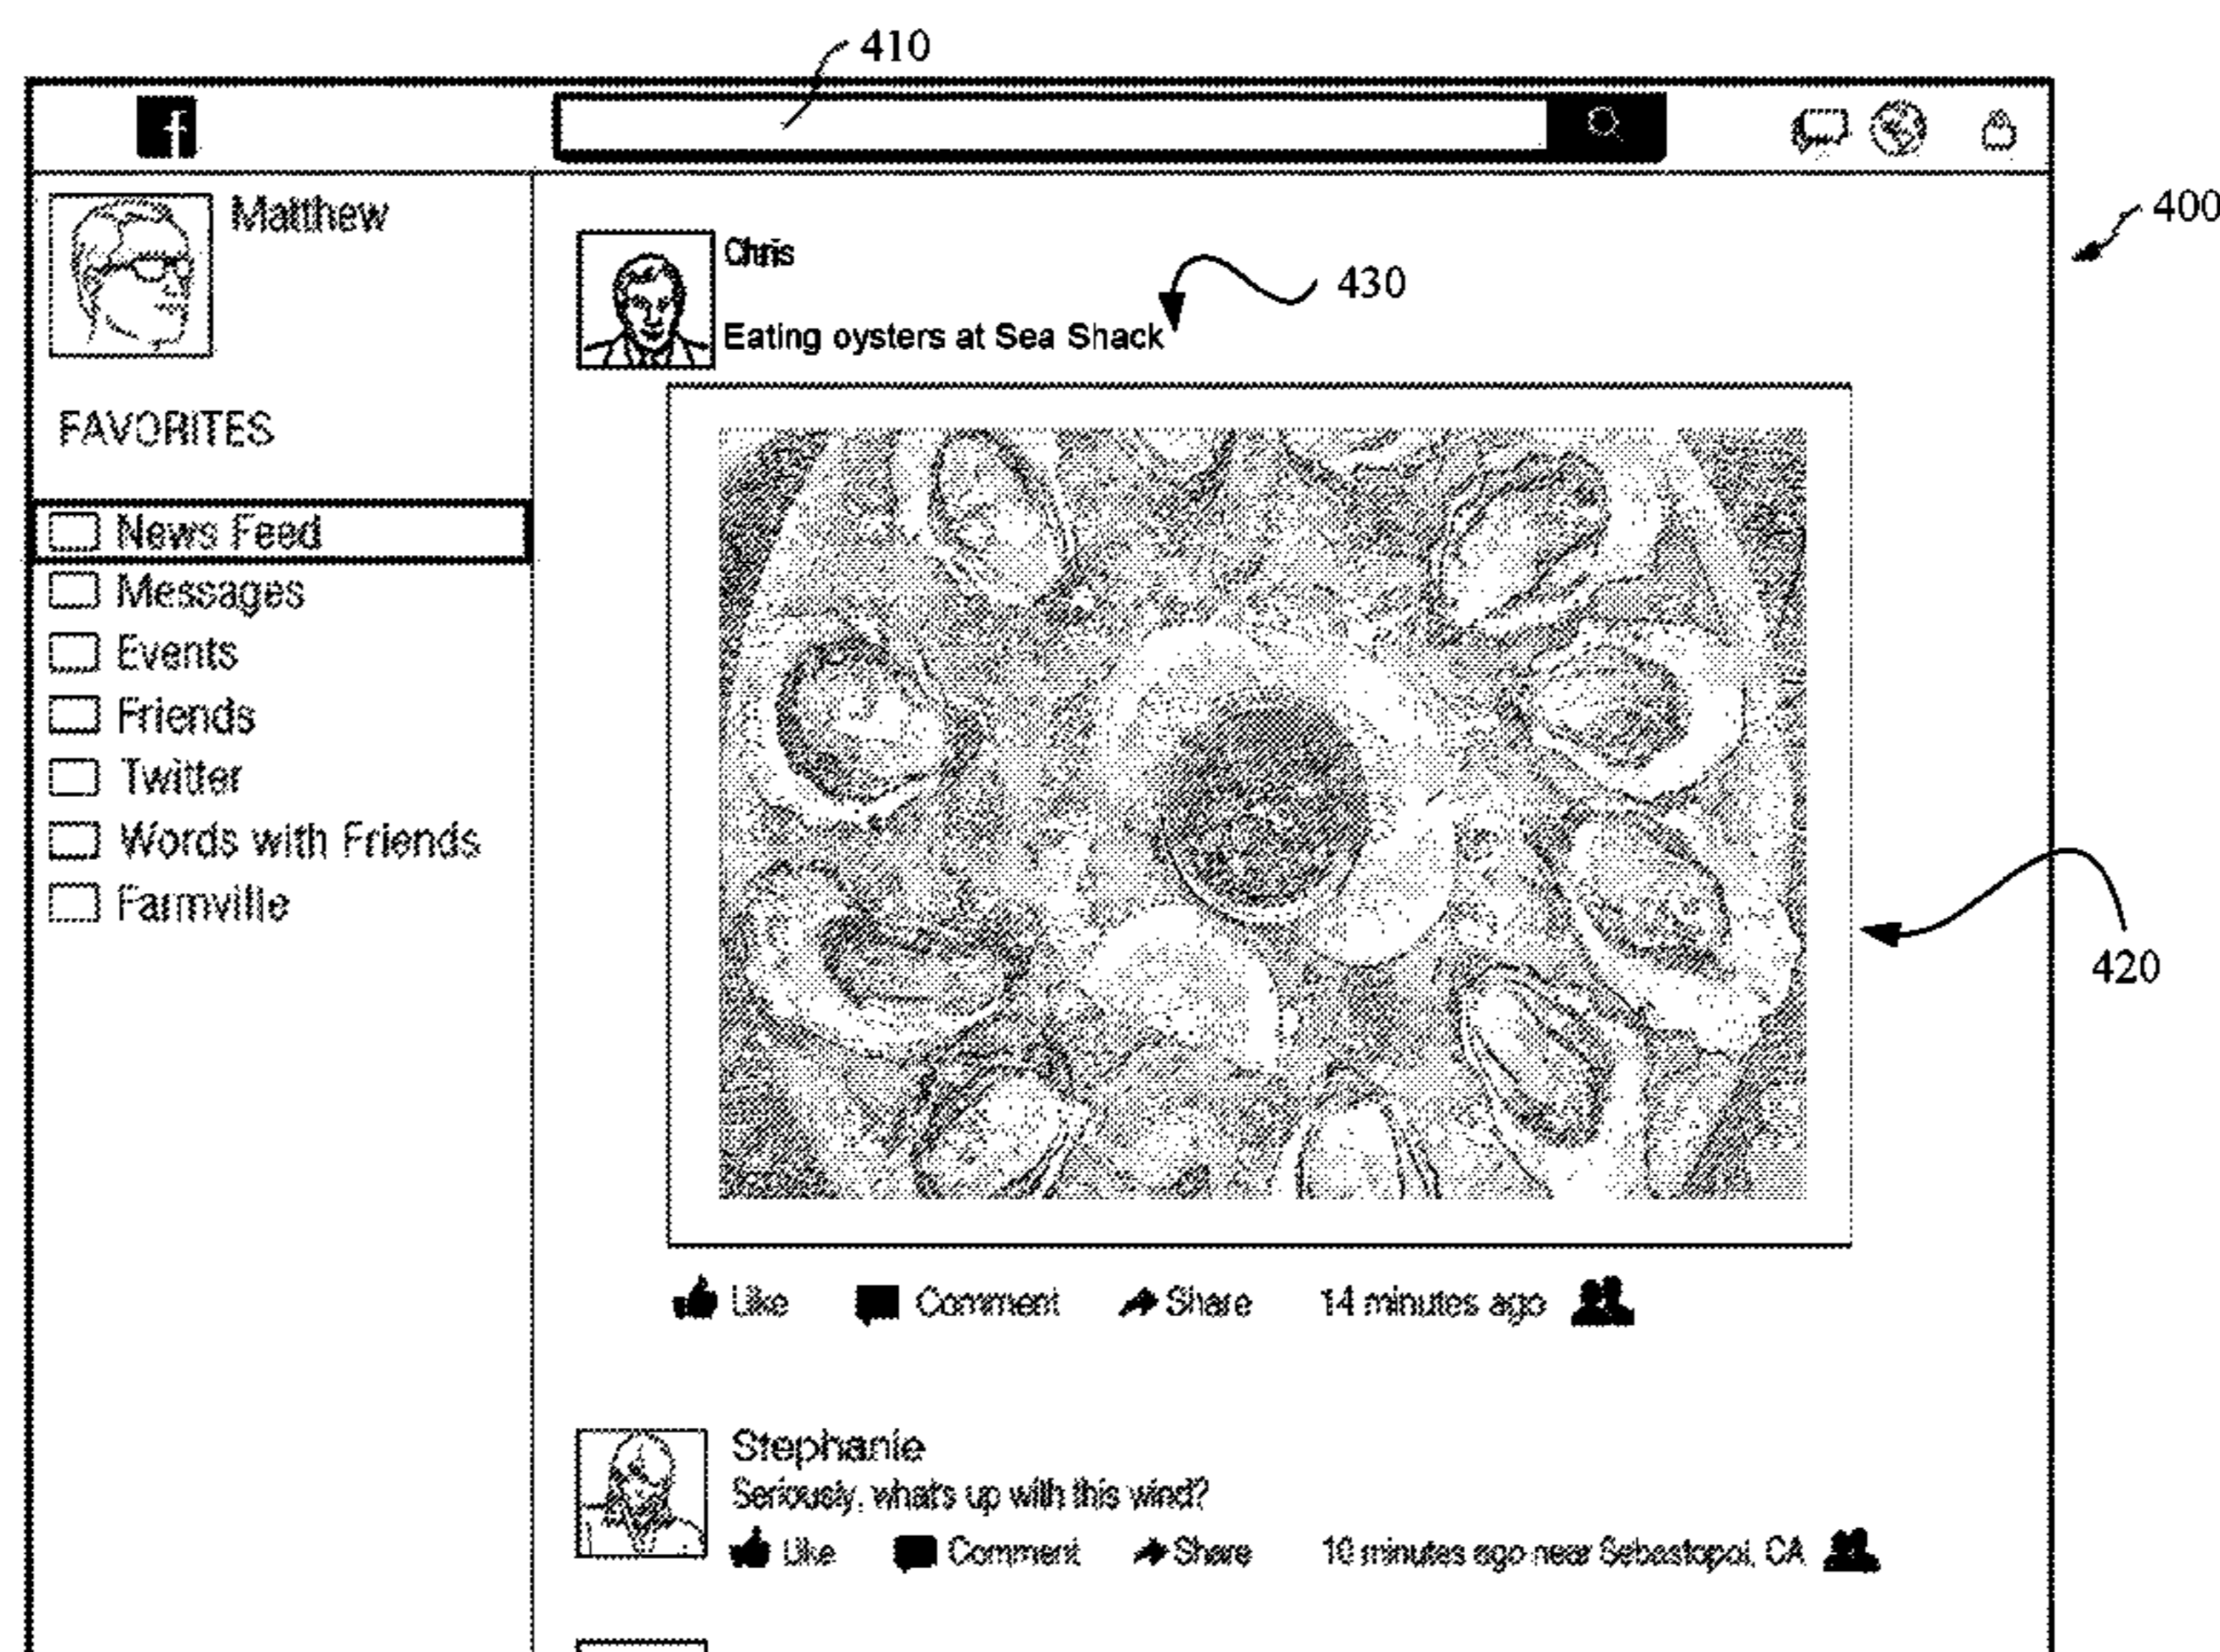 410
f
400
Matthew
Chris
430
Eating oysters at Sea Shack
FAVORITES
News Feed
Messages
Events
Friends
Twitter
Words with Friends
Farmville
420
Like Comment Share 14 minutes ago
Stephanie
Seriously, what's up with this wind?
Like Comment Share 10 minutes ago near Sebastopol, CA